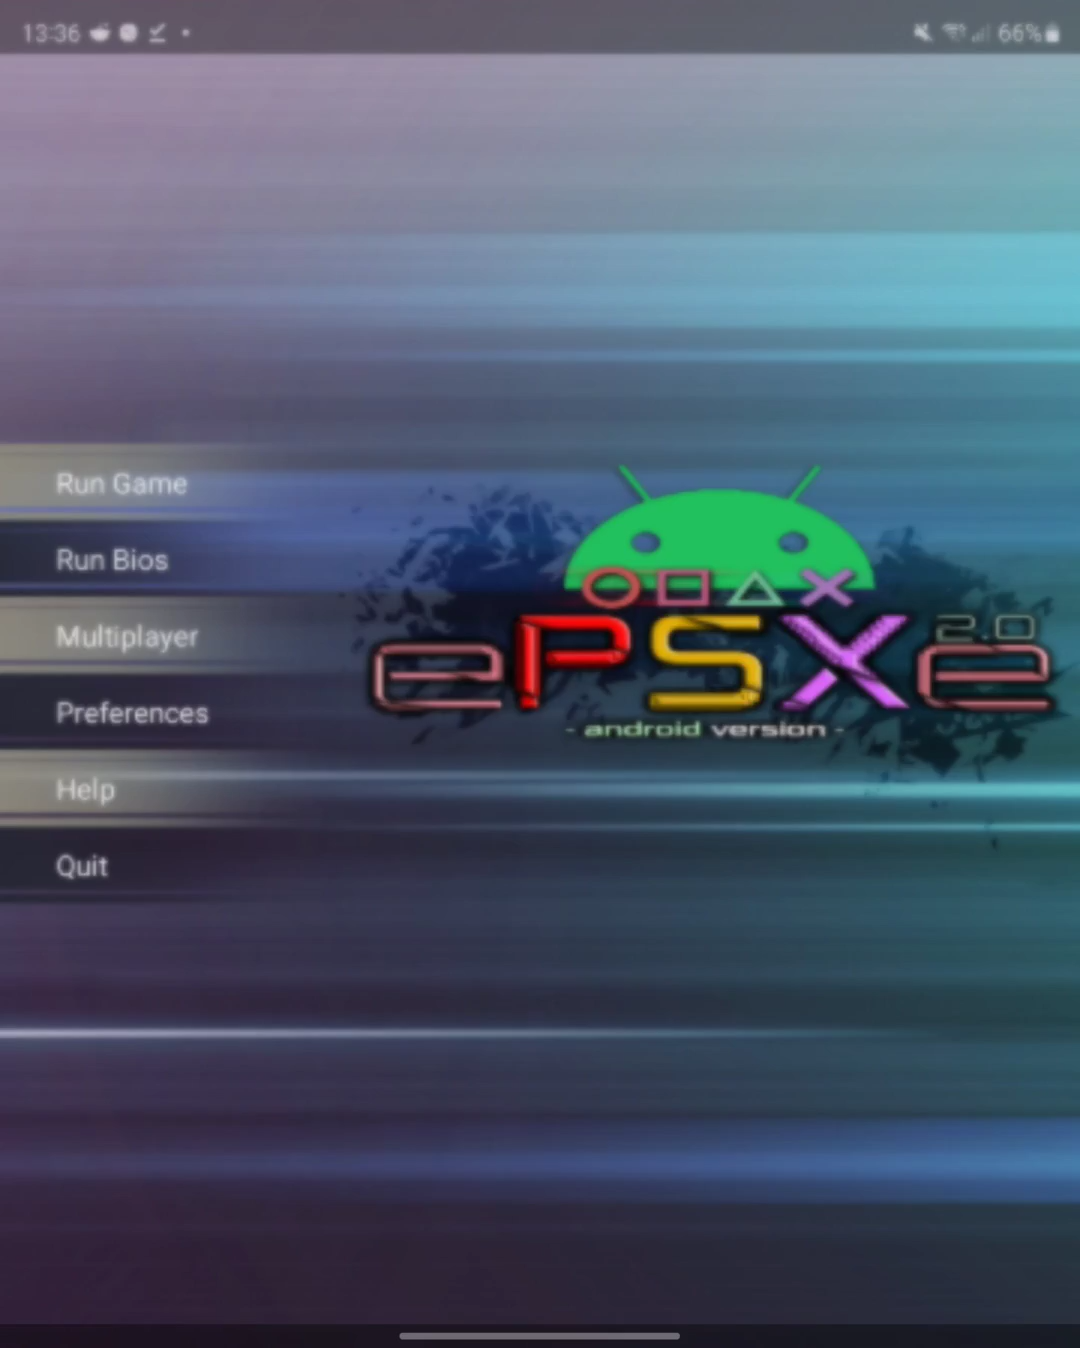 13:36
66%
Run Game
Run Bios
Multiplayer
Preferences
Help
Quit
ePSXe 2.0
- android version -